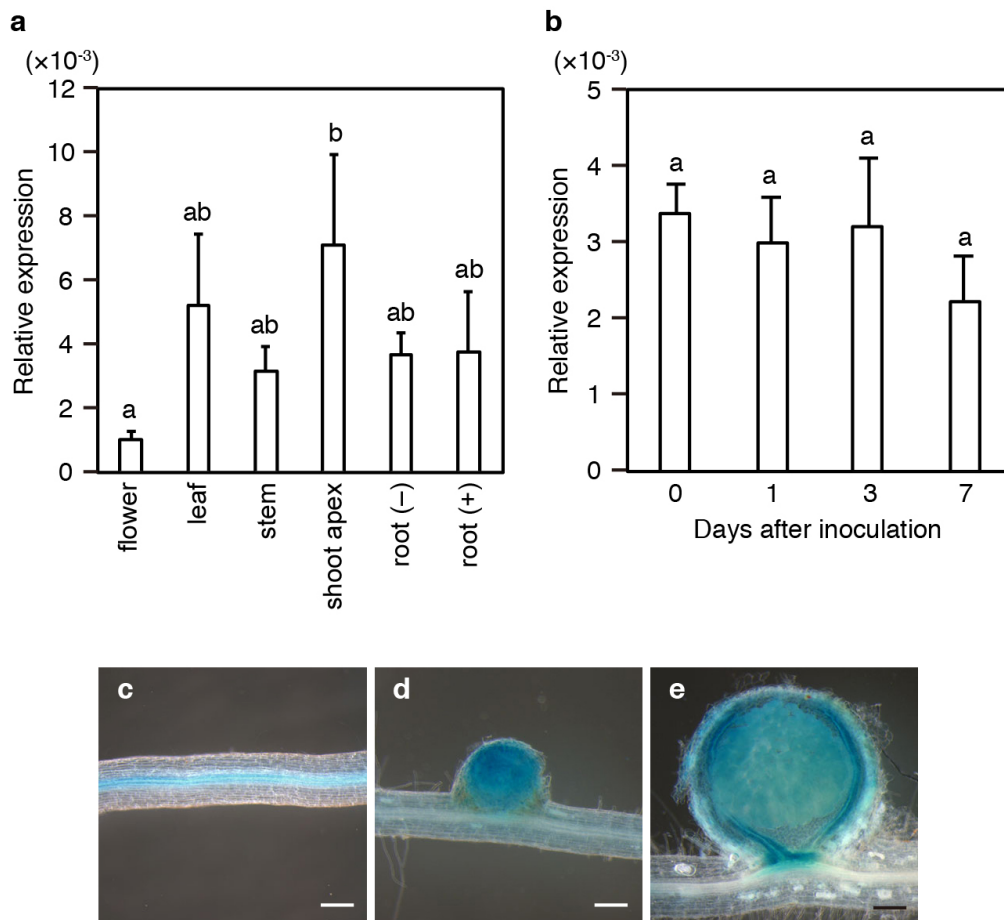 a
(×10⁻³)
12
10
8
6
4
2
0
Relative expression
a
ab
ab
b
ab
ab
flower
leaf
stem
shoot apex
root (−)
root (+)
b
(×10⁻³)
5
4
3
2
1
0
Relative expression
a
a
a
a
0 1 3 7
Days after inoculation
c
d
e